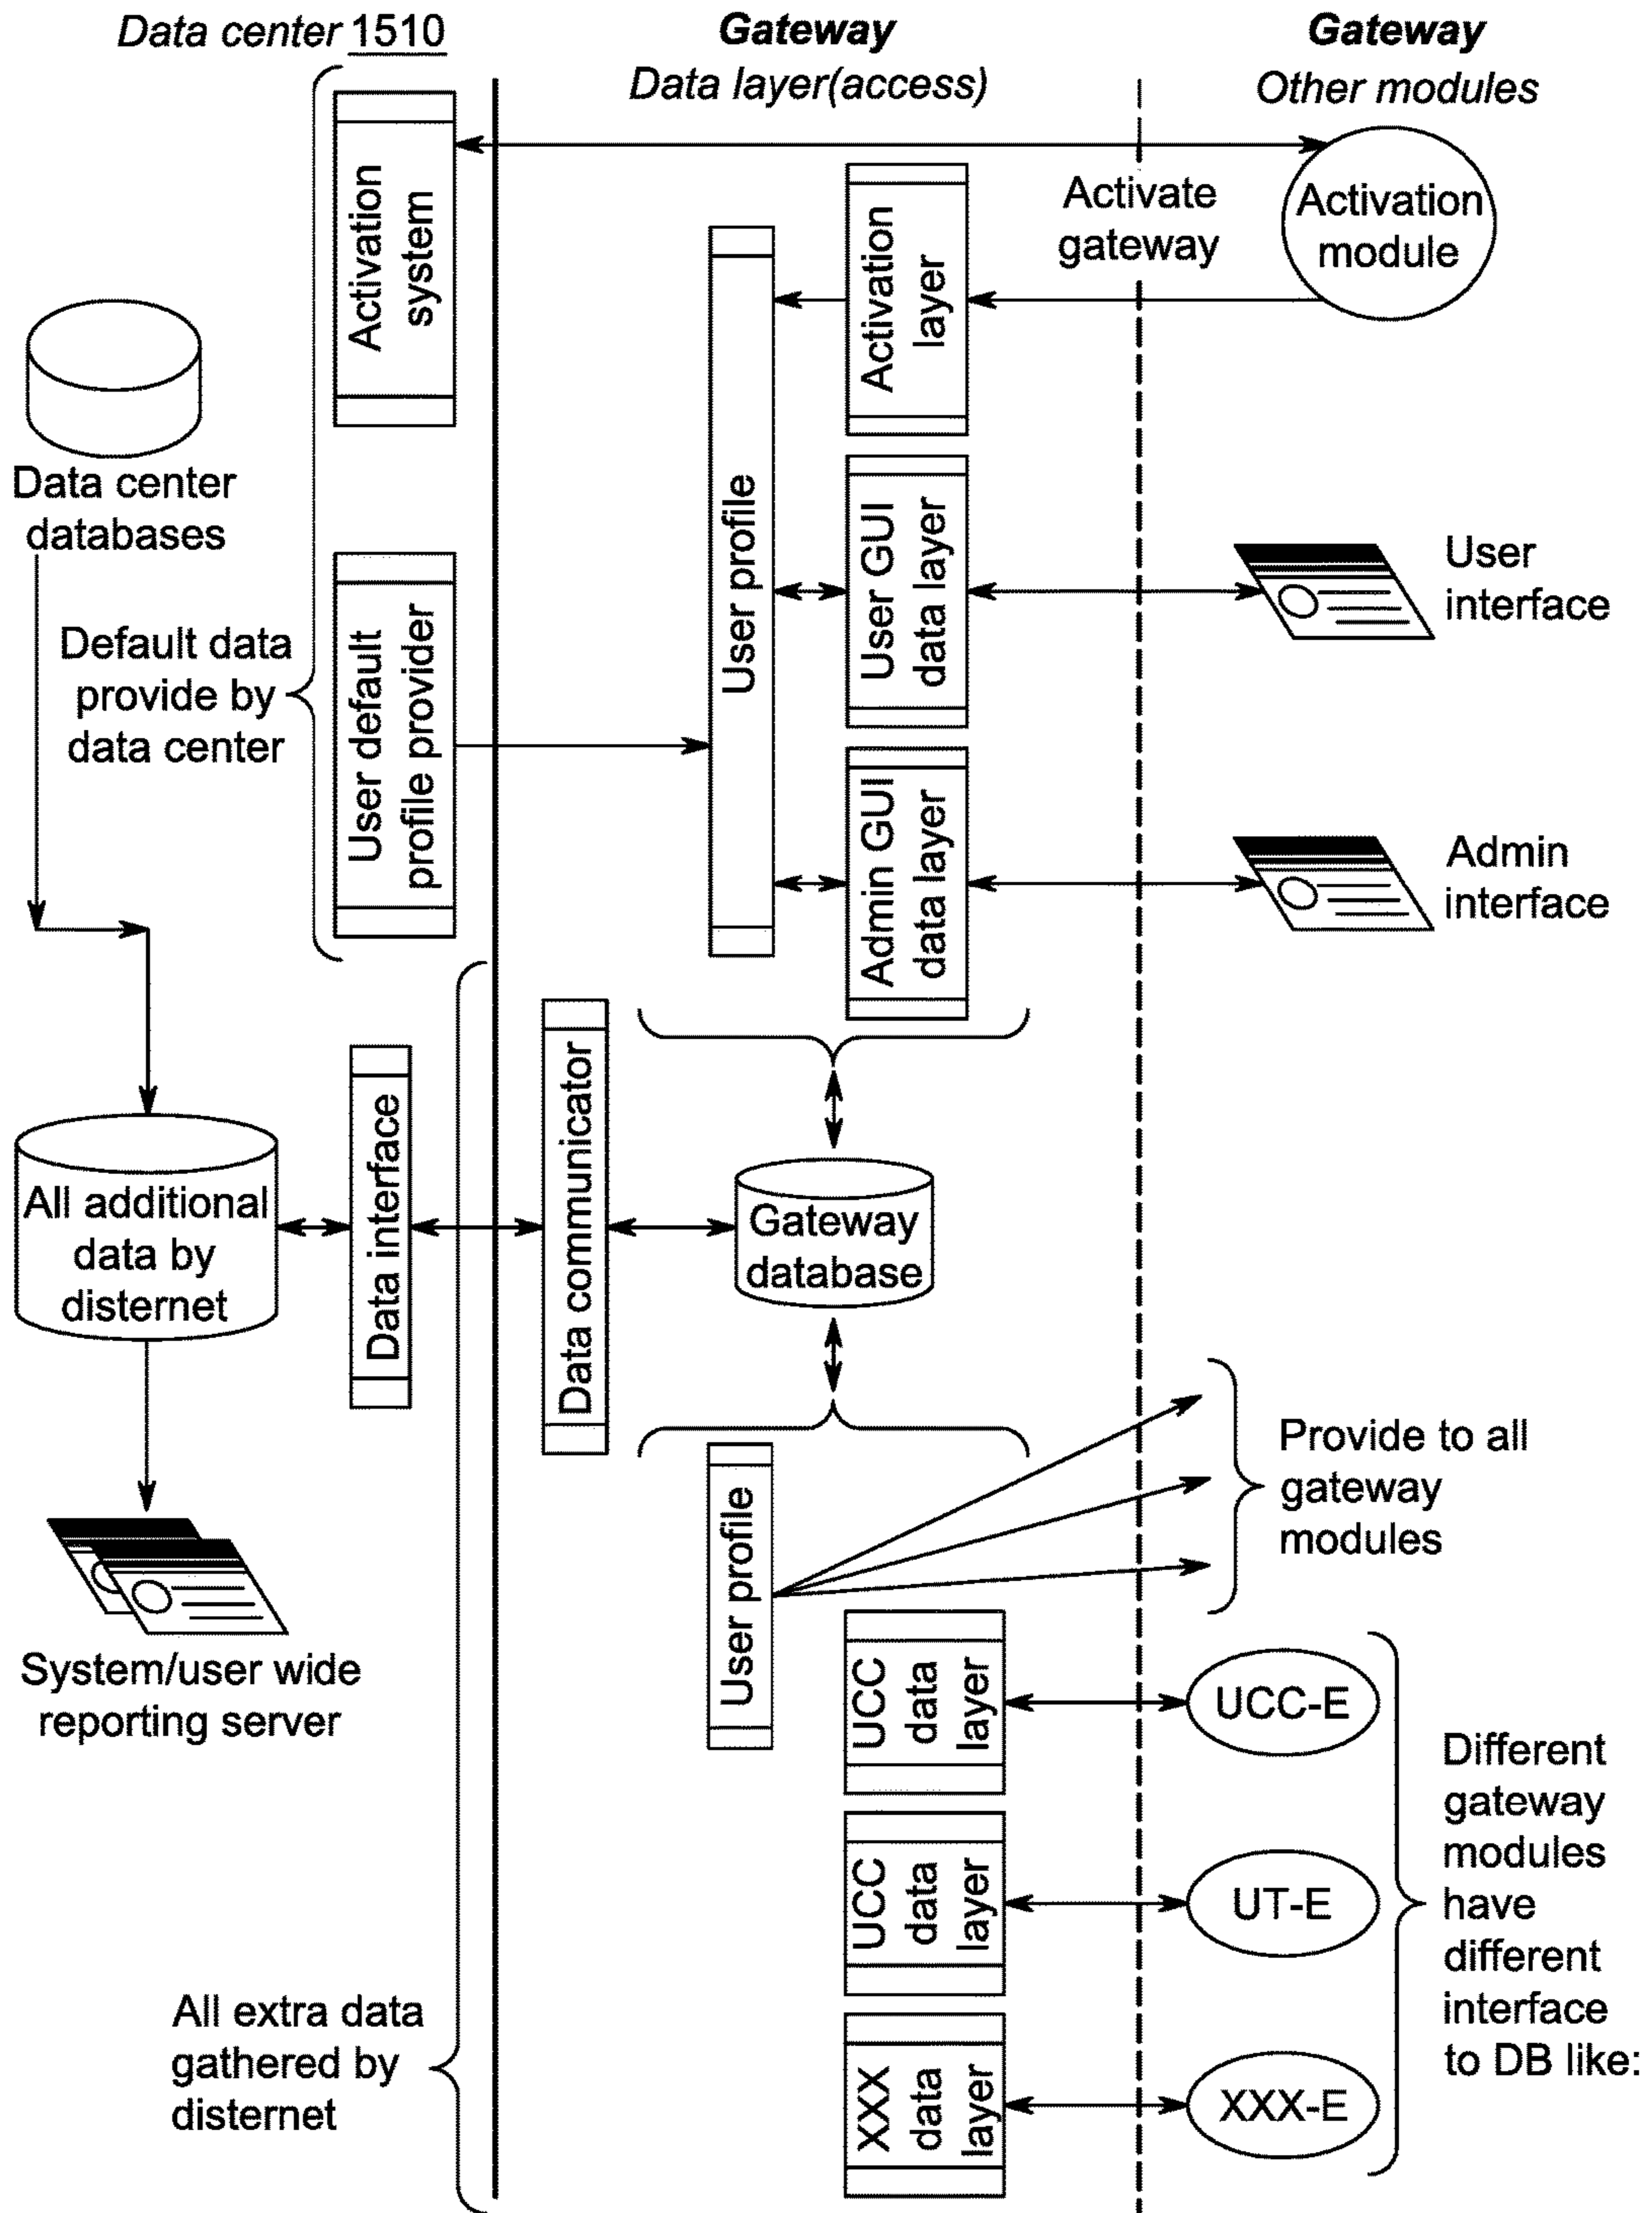 Data center 1510
Gateway
Data layer(access)
Gateway
Other modules
Activation
system
Activation
layer
Activate
gateway
Activation
module
Data center
databases
User profile
User GUI
data layer
User
interface
Default data
provide by
data center
User default
profile provider
Admin GUI
data layer
Admin
interface
All additional
data by
disternet
Data interface
Data communicator
Gateway
database
Provide to all
gateway
modules
User profile
System/user wide
reporting server
UCC
data
layer
UCC-E
UCC
data
layer
UT-E
XXX
data
layer
XXX-E
Different
gateway
modules
have
different
interface
to DB like:
All extra data
gathered by
disternet